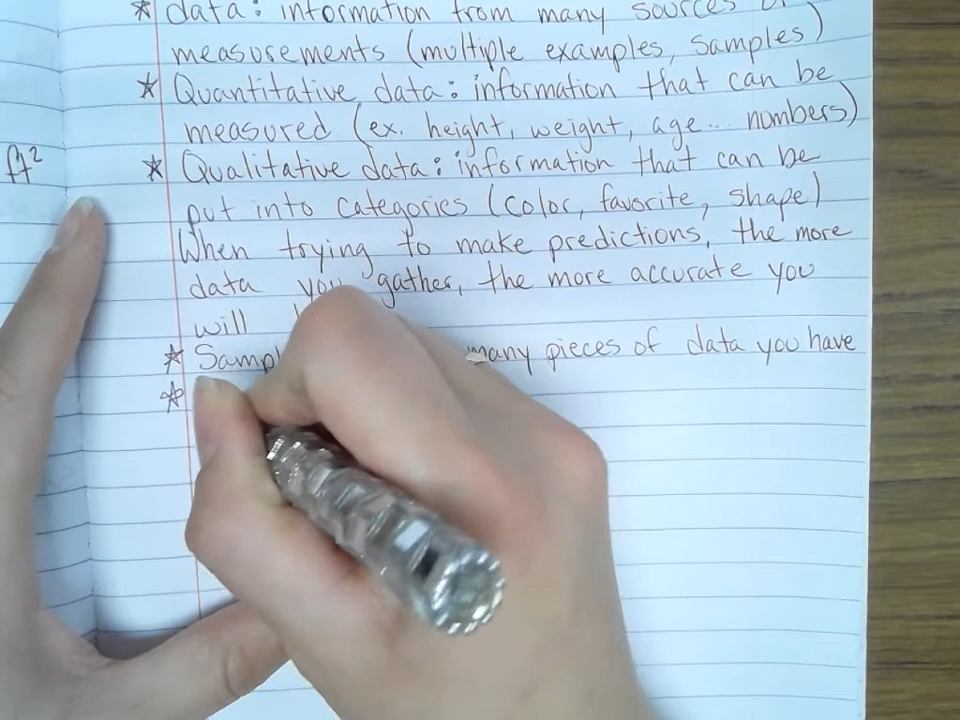 * data: information from many sources or
measurements (multiple examples, samples)
* Quantitative data: information that can be
measured (ex. height, weight, age... nombers)
ft²
* Qualitative data: information that can be
put into categories (color, favorite, shape)
When trying to make predictions, the more
data you gather, the more accurate you
will
* Samp many pieces of data you have
*